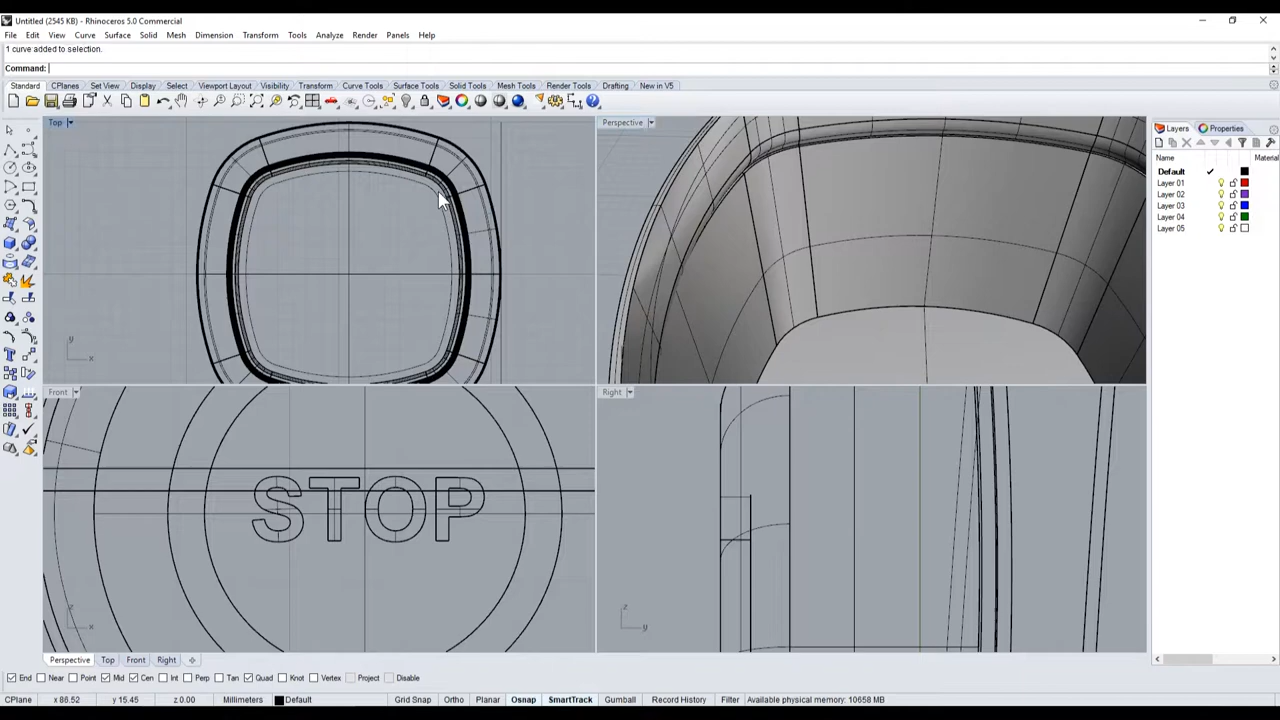 Untitled (2545 KB) - Rhinoceros 5.0 Commercial
File Edit View Curve Surface Solid Mesh Dimension Transform Tools Analyze Render Panels Help
1 curve added to selection.
Command:
Standard CPlanes Set View Display Select Viewport Layout Visibility Transform Curve Tools Surface Tools Solid Tools Mesh Tools Render Tools Drafting New in V5
Top
Perspective
Layers Properties
Name Material
Default
Layer 01
Layer 02
Layer 03
Layer 04
Layer 05
y
x
Front
Right
STOP
z
x
z
y
Perspective Top Front Right
End Near Point Mid Cen Int Perp Tan Quad Knot Vertex Project Disable
CPlane x 86.52 y 15.45 z 0.00 Millimeters Default Grid Snap Ortho Planar Osnap SmartTrack Gumball Record History Filter Available physical memory: 10658 MB